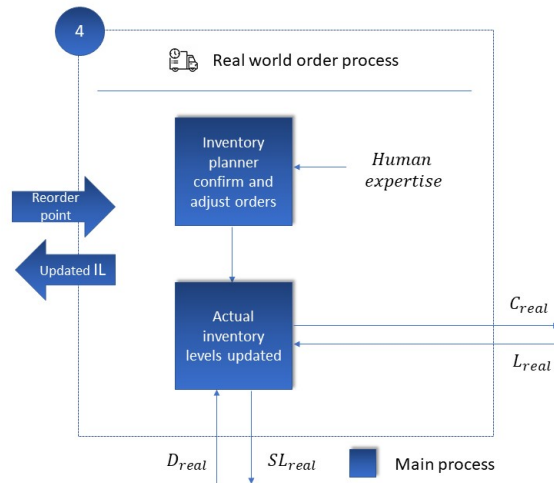 4
Real world order process
Inventory
planner
confirm and
adjust orders
Human
expertise
Reorder
point
Updated IL
Actual
inventory
levels updated
C_real
L_real
D_real
SL_real
Main process